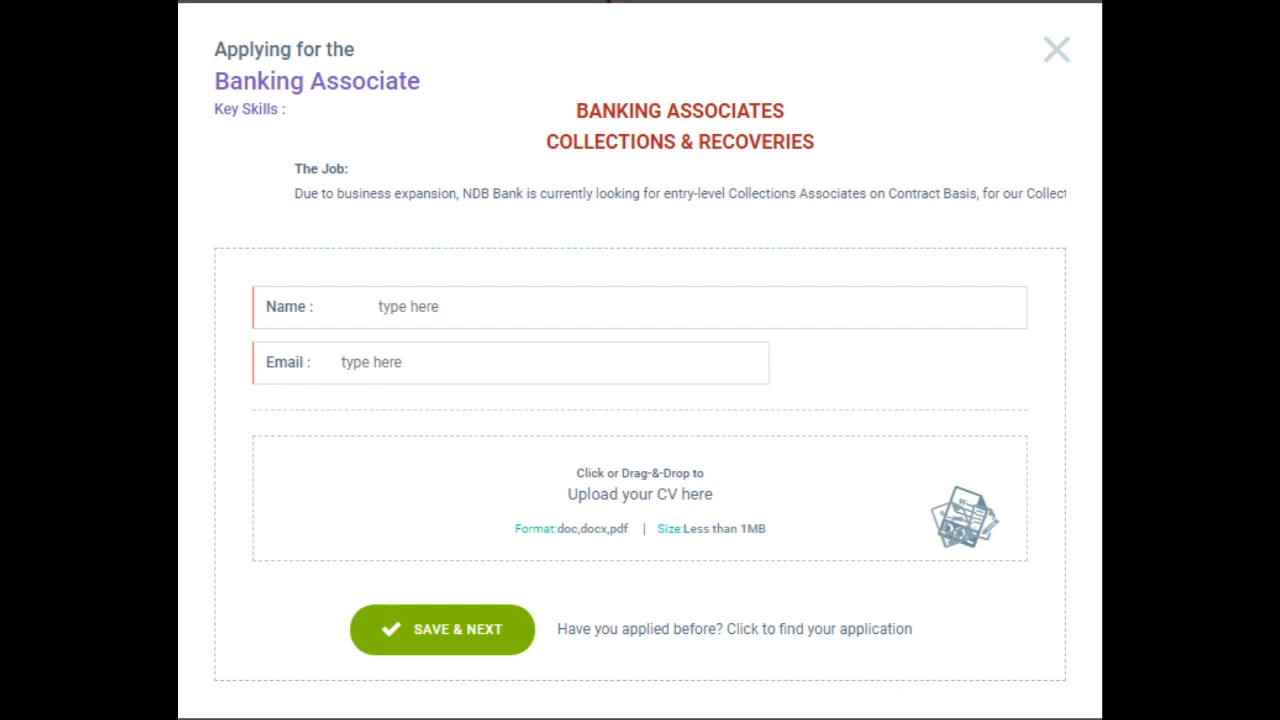 Applying for the
Banking Associate
Key Skills :
BANKING ASSOCIATES
COLLECTIONS & RECOVERIES
The Job:
Due to business expansion, NDB Bank is currently looking for entry-level Collections Associates on Contract Basis, for our Collect
Name : type here
Email : type here
Click or Drag-&-Drop to
Upload your CV here
Format:doc,docx,pdf | Size:Less than 1MB
SAVE & NEXT Have you applied before? Click to find your application